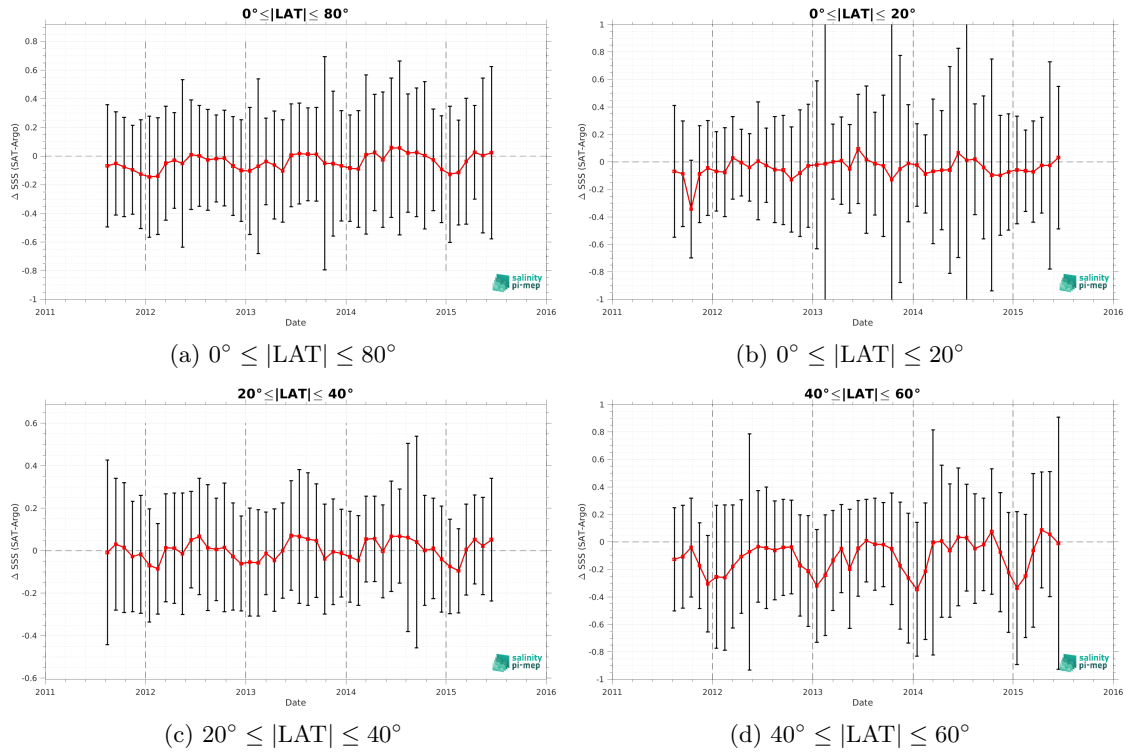 0°≤|LAT|≤ 80°
Δ SSS (SAT-Argo)
0.8
0.6
0.4
0.2
0
-0.2
-0.4
-0.6
-0.8
-1
2011 2012 2013 2014 2015 2016
Date
salinity
pi-mep
(a) 0° ≤ |LAT| ≤ 80°
0°≤|LAT|≤ 20°
Δ SSS (SAT-Argo)
1
0.8
0.6
0.4
0.2
0
-0.2
-0.4
-0.6
-0.8
-1
2011 2012 2013 2014 2015 2016
Date
salinity
pi-mep
(b) 0° ≤ |LAT| ≤ 20°
20°≤|LAT|≤ 40°
Δ SSS (SAT-Argo)
0.6
0.4
0.2
0
-0.2
-0.4
-0.6
2011 2012 2013 2014 2015 2016
Date
salinity
pi-mep
(c) 20° ≤ |LAT| ≤ 40°
40°≤|LAT|≤ 60°
Δ SSS (SAT-Argo)
1
0.8
0.6
0.4
0.2
0
-0.2
-0.4
-0.6
-0.8
-1
2011 2012 2013 2014 2015 2016
Date
salinity
pi-mep
(d) 40° ≤ |LAT| ≤ 60°